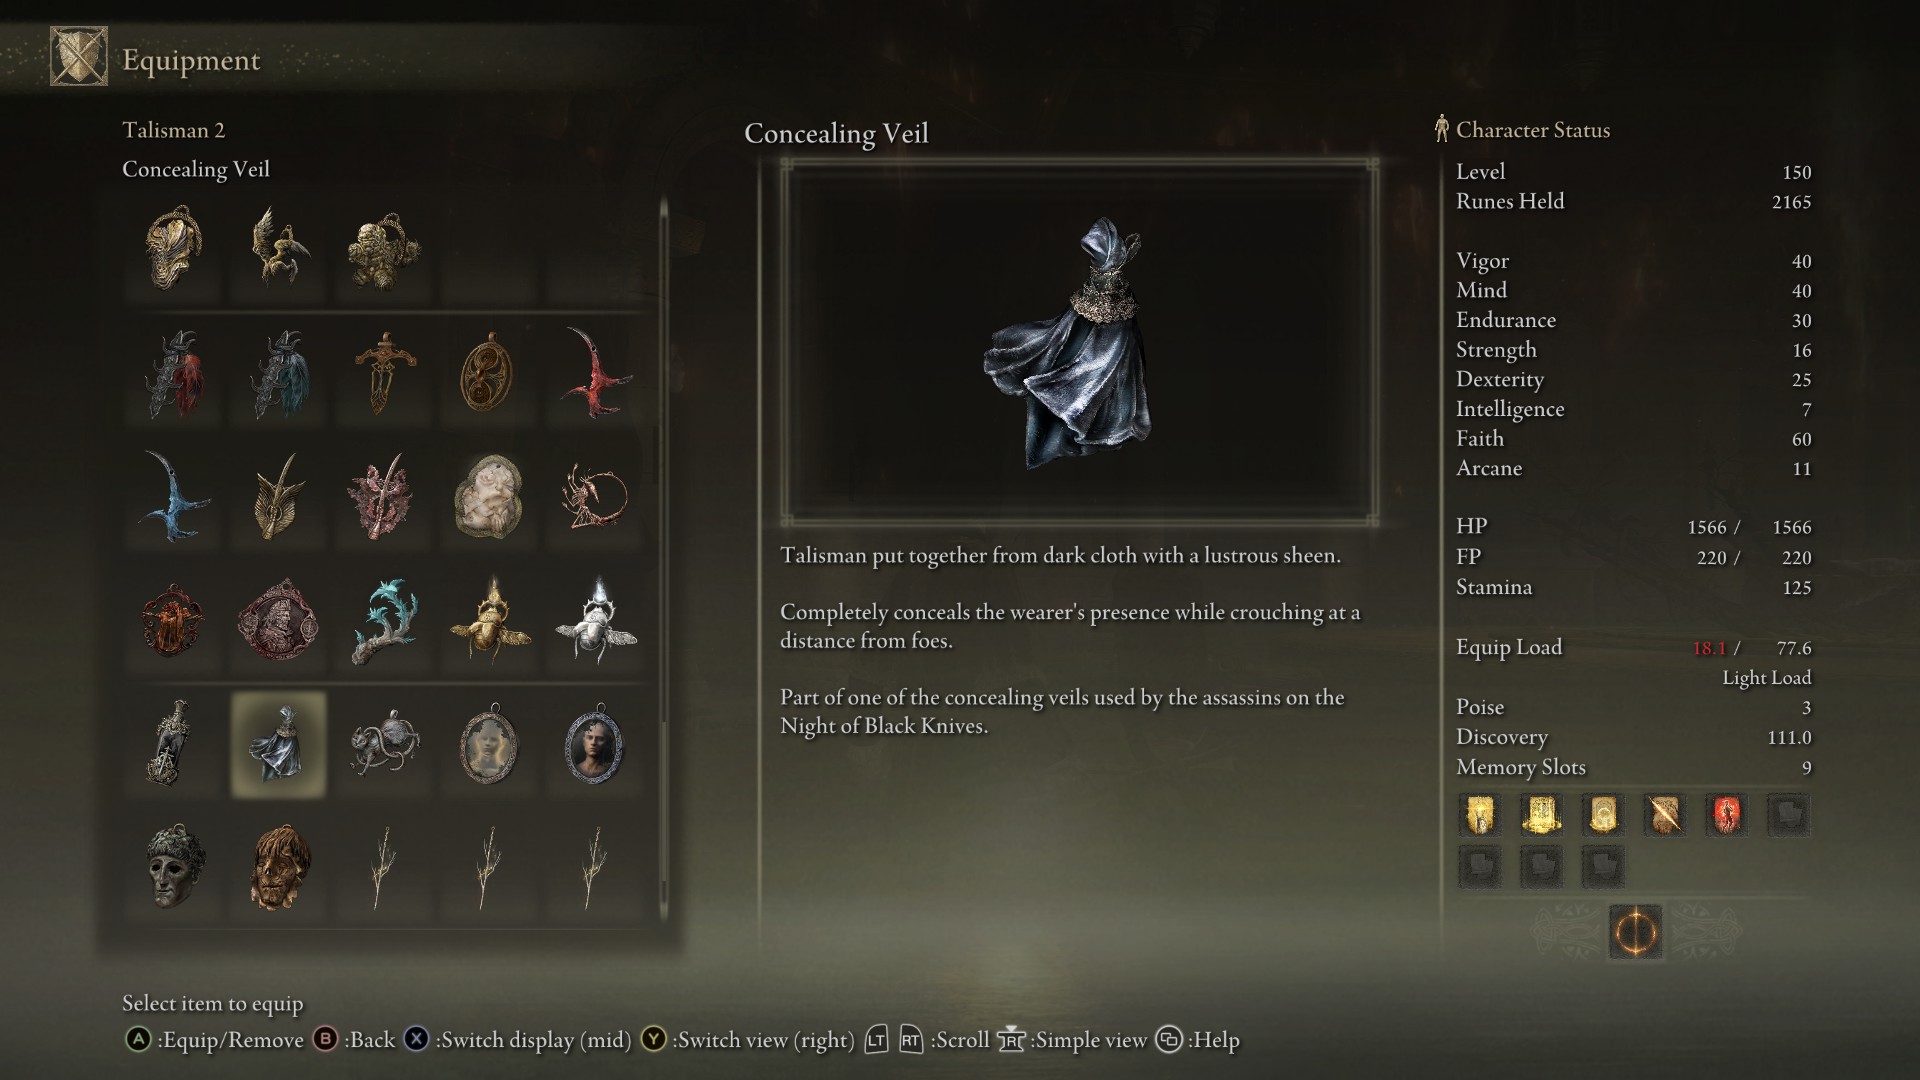 Equipment
Talisman 2
Concealing Veil
Concealing Veil
Talisman put together from dark cloth with a lustrous sheen.
Completely conceals the wearer's presence while crouching at a
distance from foes.
Part of one of the concealing veils used by the assassins on the
Night of Black Knives.
Character Status
Level 150
Runes Held 2165
Vigor 40
Mind 40
Endurance 30
Strength 16
Dexterity 25
Intelligence 7
Faith 60
Arcane 11
HP 1566 / 1566
FP 220 / 220
Stamina 125
Equip Load 18.1 / 77.6
Light Load
Poise 3
Discovery 111.0
Memory Slots 9
Select item to equip
A :Equip/Remove B :Back X :Switch display (mid) Y :Switch view (right) LT RT :Scroll R :Simple view :Help